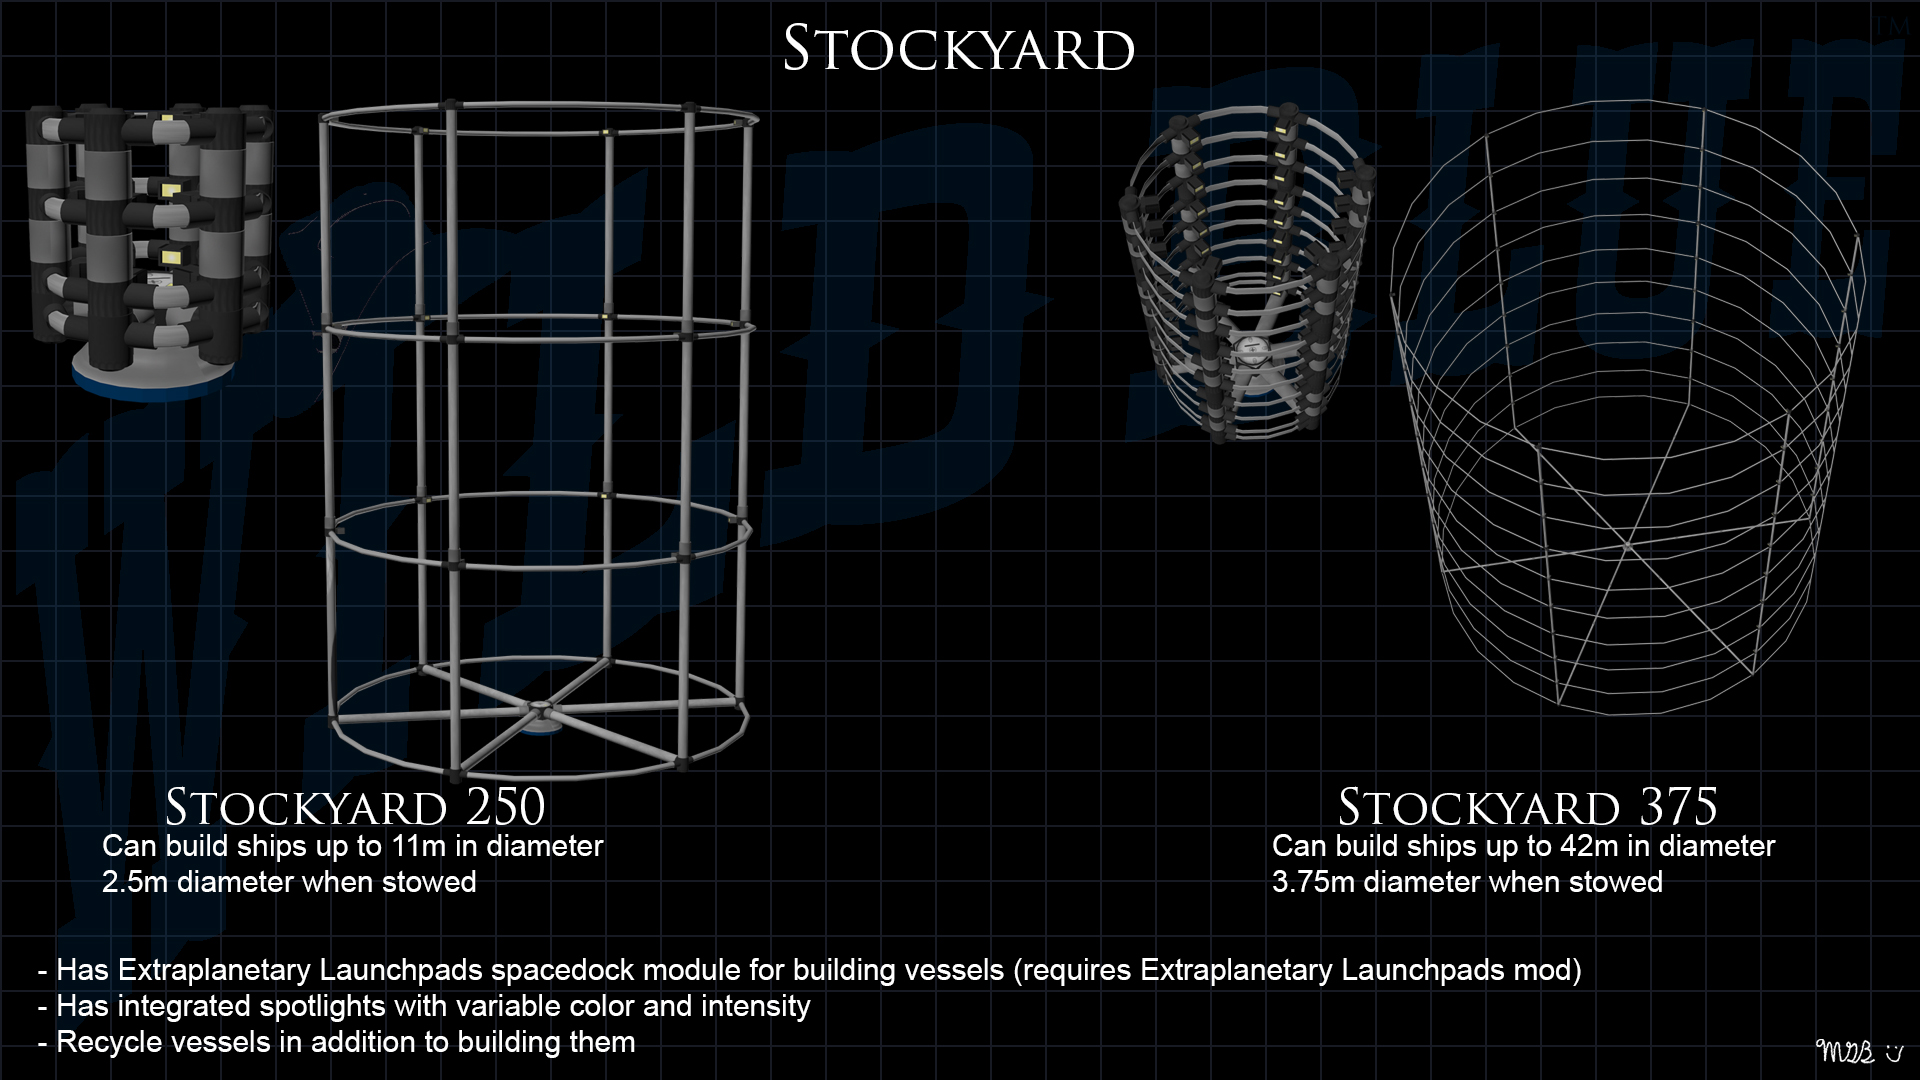 STOCKYARD
TM
WILD BLUE
STOCKYARD 250
Can build ships up to 11m in diameter
2.5m diameter when stowed
STOCKYARD 375
Can build ships up to 42m in diameter
3.75m diameter when stowed
- Has Extraplanetary Launchpads spacedock module for building vessels (requires Extraplanetary Launchpads mod)
- Has integrated spotlights with variable color and intensity
- Recycle vessels in addition to building them